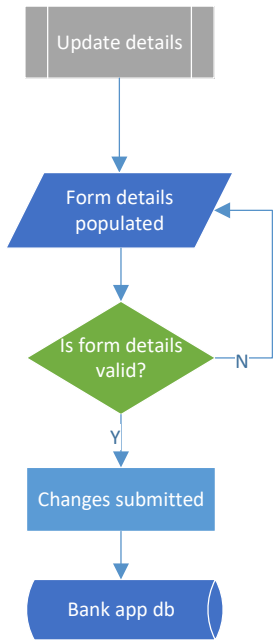 Update details
Form details
populated
Is form details
valid?
N
Y
Changes submitted
Bank app db